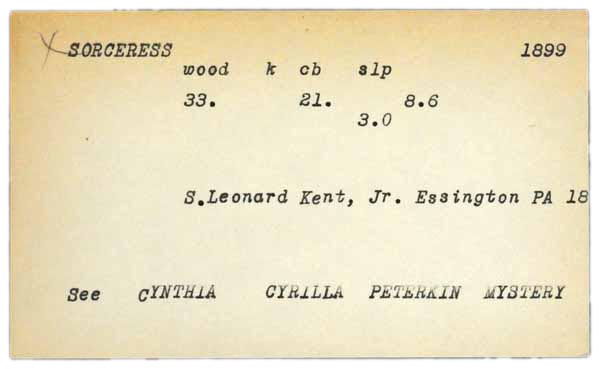 SORCERESS 1899
wood k cb slp
33. 21. 8.6
3.0
S.Leonard Kent, Jr. Essington PA 18
See CYNTHIA CYRILLA PETERKIN MYSTERY